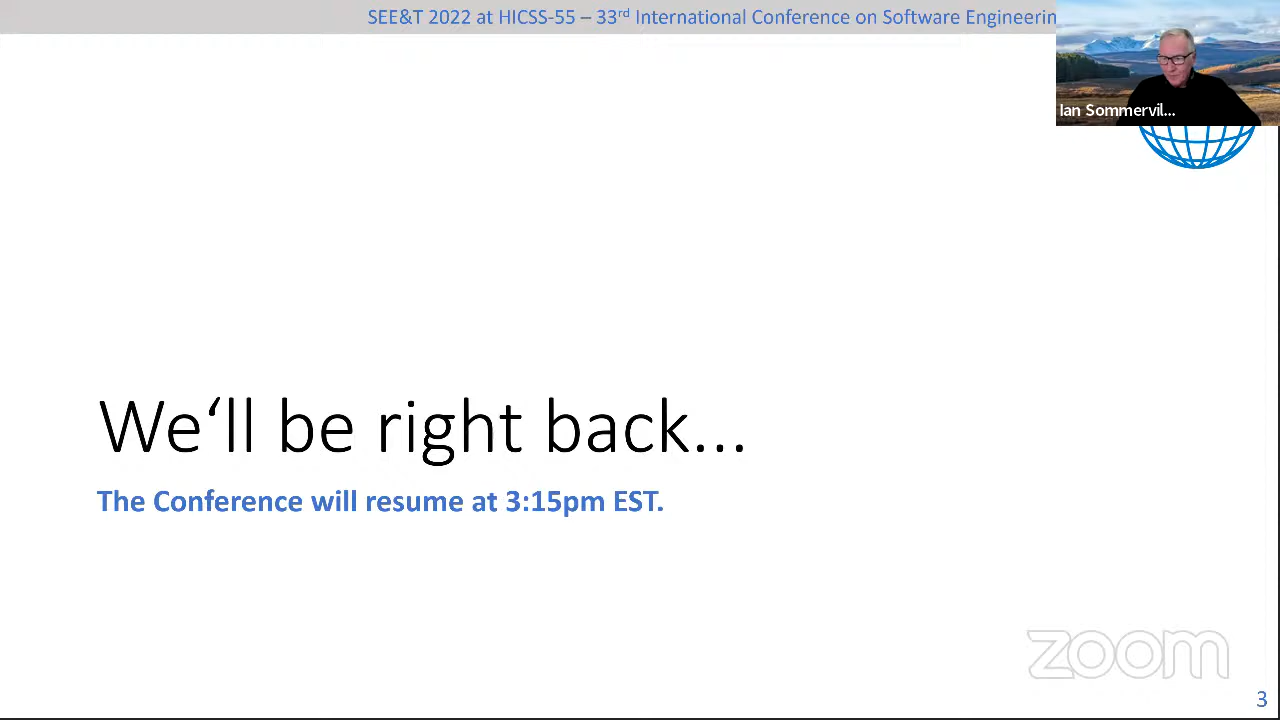 SEE&T 2022 at HICSS-55 – 33rd International Conference on Software Engineerin
Ian Sommervil...
We‘ll be right back...
The Conference will resume at 3:15pm EST.
zoom
3